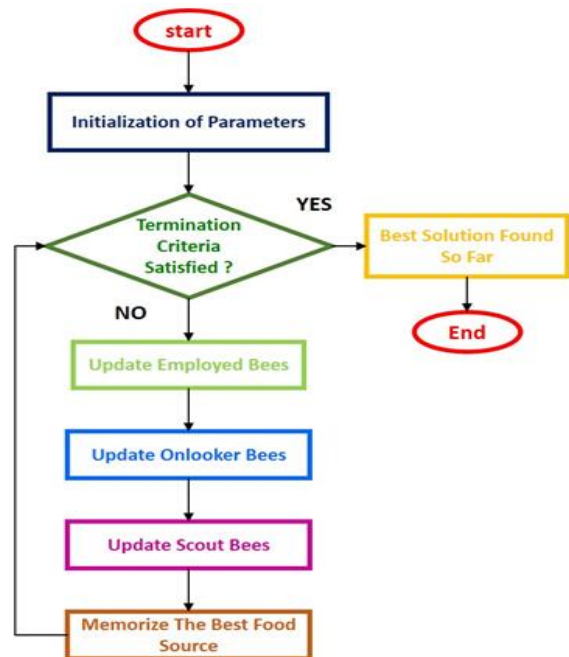 start
Initialization of Parameters
YES
Termination
Criteria
Satisfied ?
Best Solution Found
So Far
NO
End
Update Employed Bees
Update Onlooker Bees
Update Scout Bees
Memorize The Best Food
Source